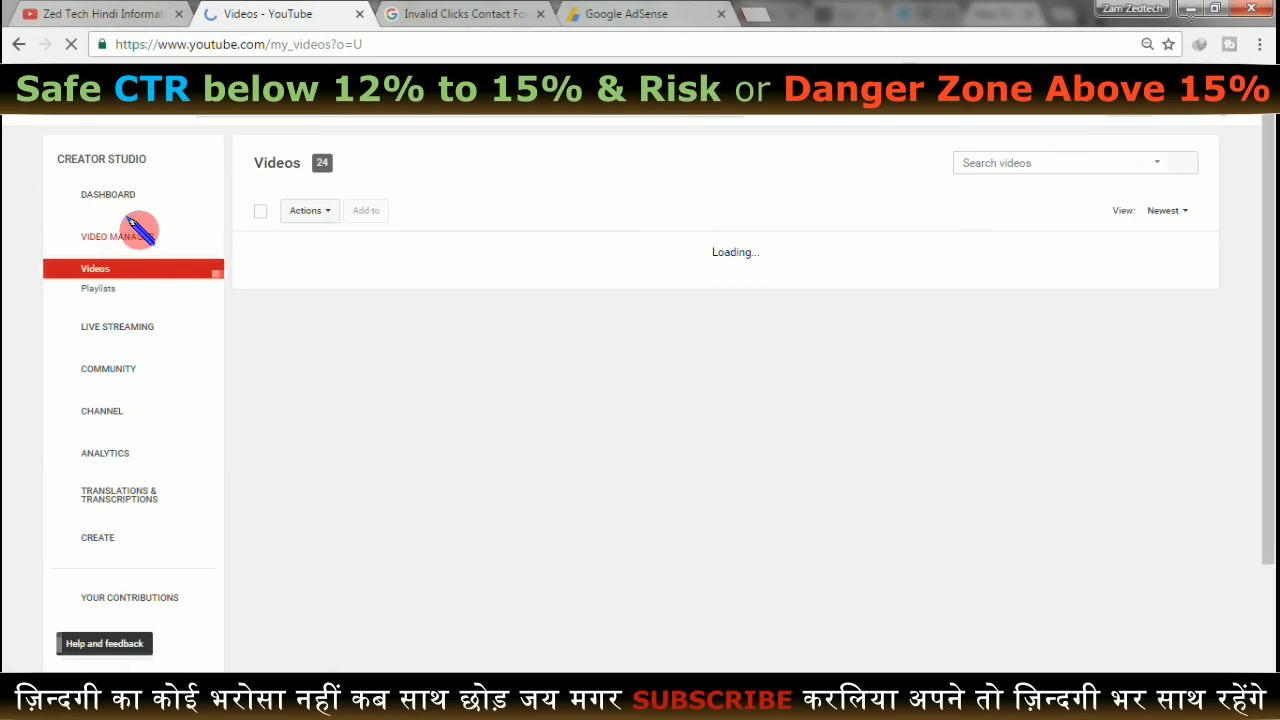 Zed Tech Hindi Informat
Videos - YouTube
Invalid Clicks Contact Fo
Google AdSense
Zam Zedtech
https://www.youtube.com/my_videos?o=U
Safe CTR below 12% to 15% & Risk or Danger Zone Above 15%
CREATOR STUDIO
DASHBOARD
VIDEO MANAG
Videos
Playlists
LIVE STREAMING
COMMUNITY
CHANNEL
ANALYTICS
TRANSLATIONS &
TRANSCRIPTIONS
CREATE
YOUR CONTRIBUTIONS
Help and feedback
Videos 24
Search videos
Actions
Add to
View: Newest
Loading...
ज़िन्दगी का कोई भरोसा नहीं कब साथ छोड़ जय मगर SUBSCRIBE करलिया अपने तो ज़िन्दगी भर साथ रहेंगे